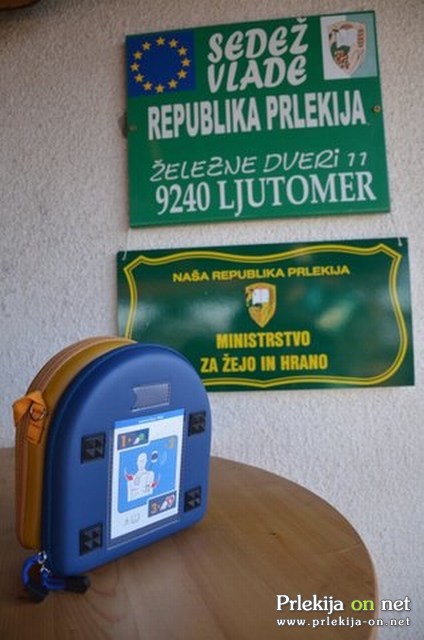 SEDEŽ
VLADE
REPUBLIKA PRLEKIJA
ŽELEZNE DVERI 11
9240 LJUTOMER
NAŠA REPUBLIKA PRLEKIJA
MINISTRSTVO
ZA ŽEJO IN HRANO
Prlekija on net
www.prlekija-on.net